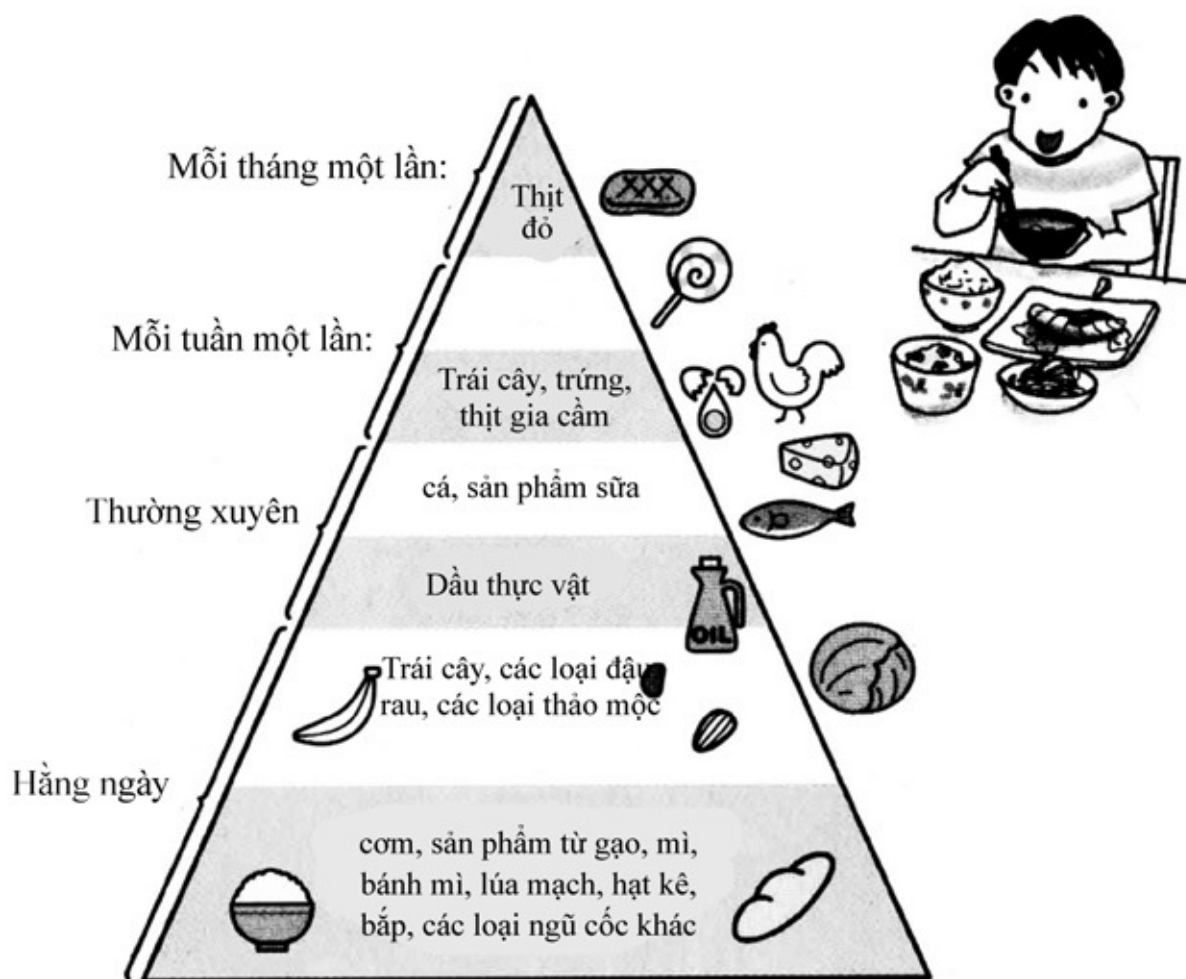 Mỗi tháng một lần:
Thịt
đỏ
Mỗi tuần một lần:
Trái cây, trứng,
thịt gia cầm
Thường xuyên
cá, sản phẩm sữa
Dầu thực vật
OIL
Trái cây, các loại đậu
rau, các loại thảo mộc
Hằng ngày
cơm, sản phẩm từ gạo, mì,
bánh mì, lúa mạch, hạt kê,
bắp, các loại ngũ cốc khác